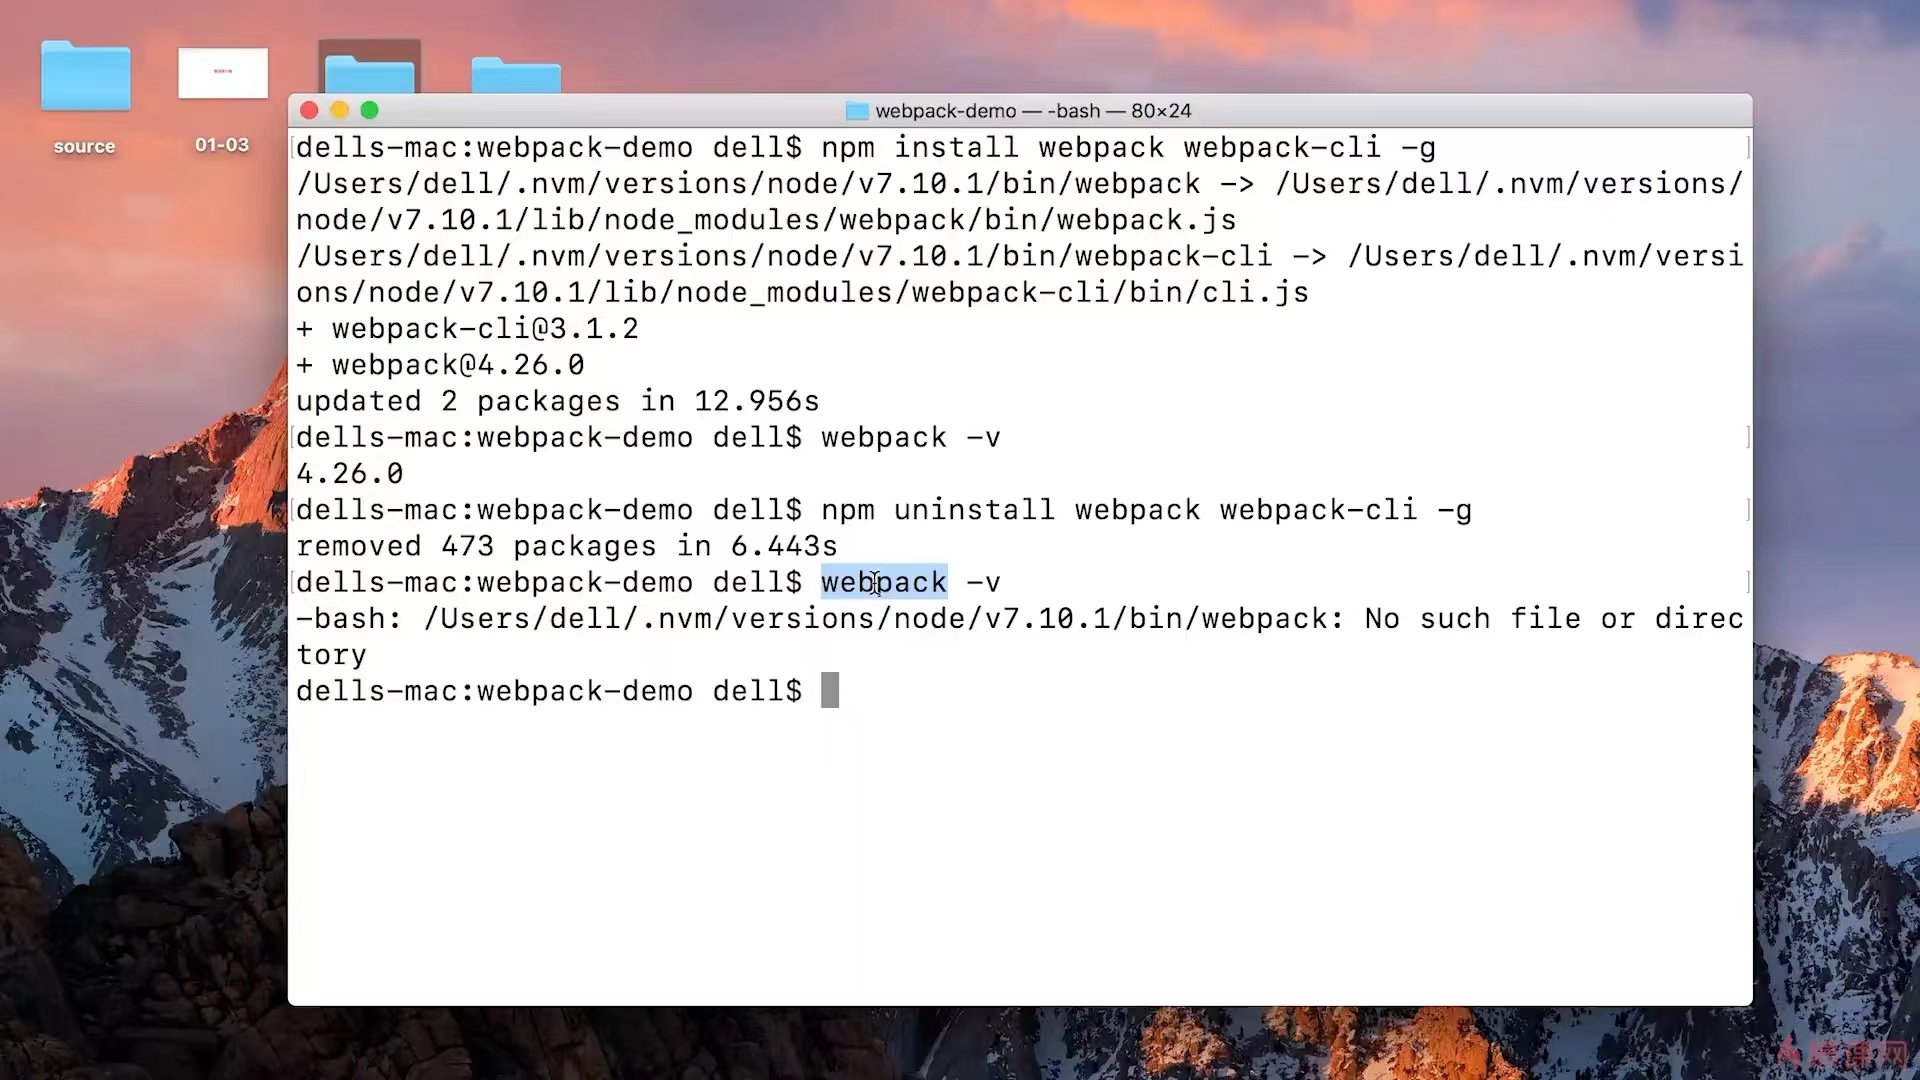 webpack-demo — -bash — 80×24
source
01-03
dells-mac:webpack-demo dell$ npm install webpack webpack-cli -g
/Users/dell/.nvm/versions/node/v7.10.1/bin/webpack -> /Users/dell/.nvm/versions/
node/v7.10.1/lib/node_modules/webpack/bin/webpack.js
/Users/dell/.nvm/versions/node/v7.10.1/bin/webpack-cli -> /Users/dell/.nvm/versi
ons/node/v7.10.1/lib/node_modules/webpack-cli/bin/cli.js
+ webpack-cli@3.1.2
+ webpack@4.26.0
updated 2 packages in 12.956s
dells-mac:webpack-demo dell$ webpack -v
4.26.0
dells-mac:webpack-demo dell$ npm uninstall webpack webpack-cli -g
removed 473 packages in 6.443s
dells-mac:webpack-demo dell$ webpack -v
-bash: /Users/dell/.nvm/versions/node/v7.10.1/bin/webpack: No such file or direc
tory
dells-mac:webpack-demo dell$
慕课网